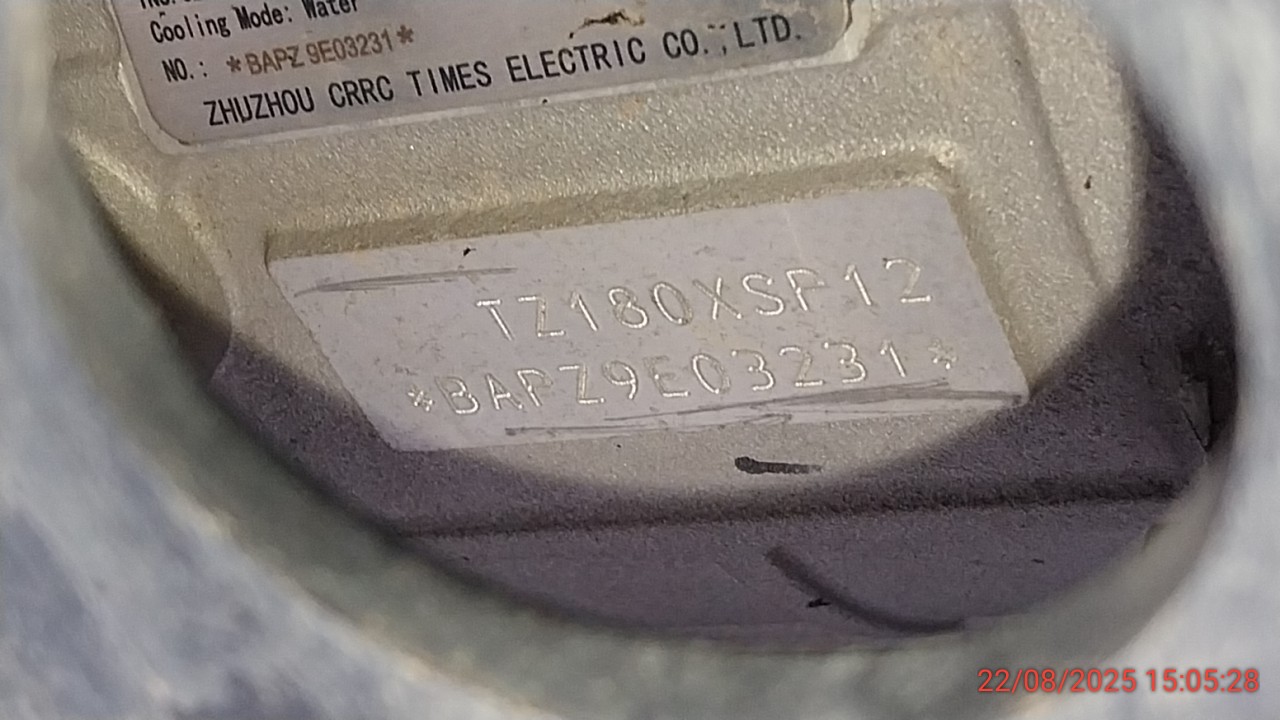 Cooling Mode: Water
NO.: *BAPZ9E03231*
ZHUZHOU CRRC TIMES ELECTRIC CO.,LTD.
TZ180XSP12
*BAPZ9E03231*
22/08/2025 15:05:28